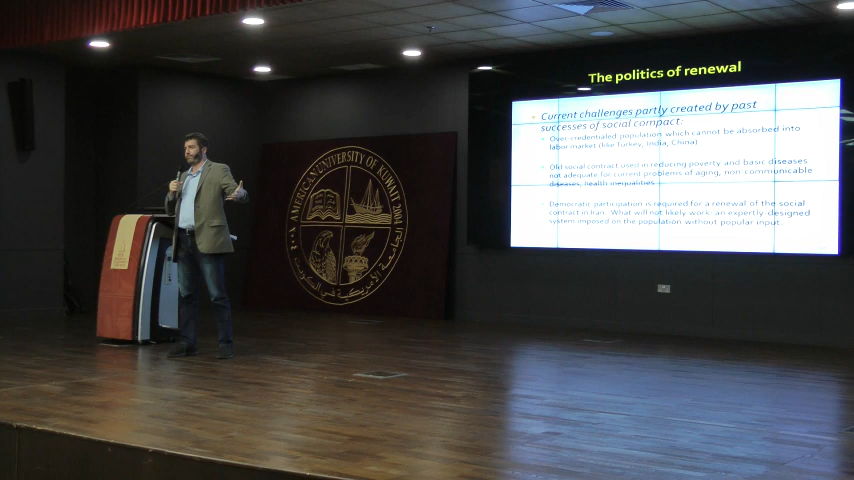 The politics of renewal
Current challenges partly created by past
successes of social compact:
Over-credentialed population which cannot be absorbed into
labor market (like Turkey, India, China)
Old social contract used in reducing poverty and basic diseases
not adequate for current problems of aging, non communicable
diseases, health inequalities
Democratic participation is required for a renewal of the social
contract in Iran. What will not likely work: an expertly-designed
system imposed on the population without popular input.
AMERICAN UNIVERSITY OF KUWAIT 2004
الجامعة الأمريكية في الكويت